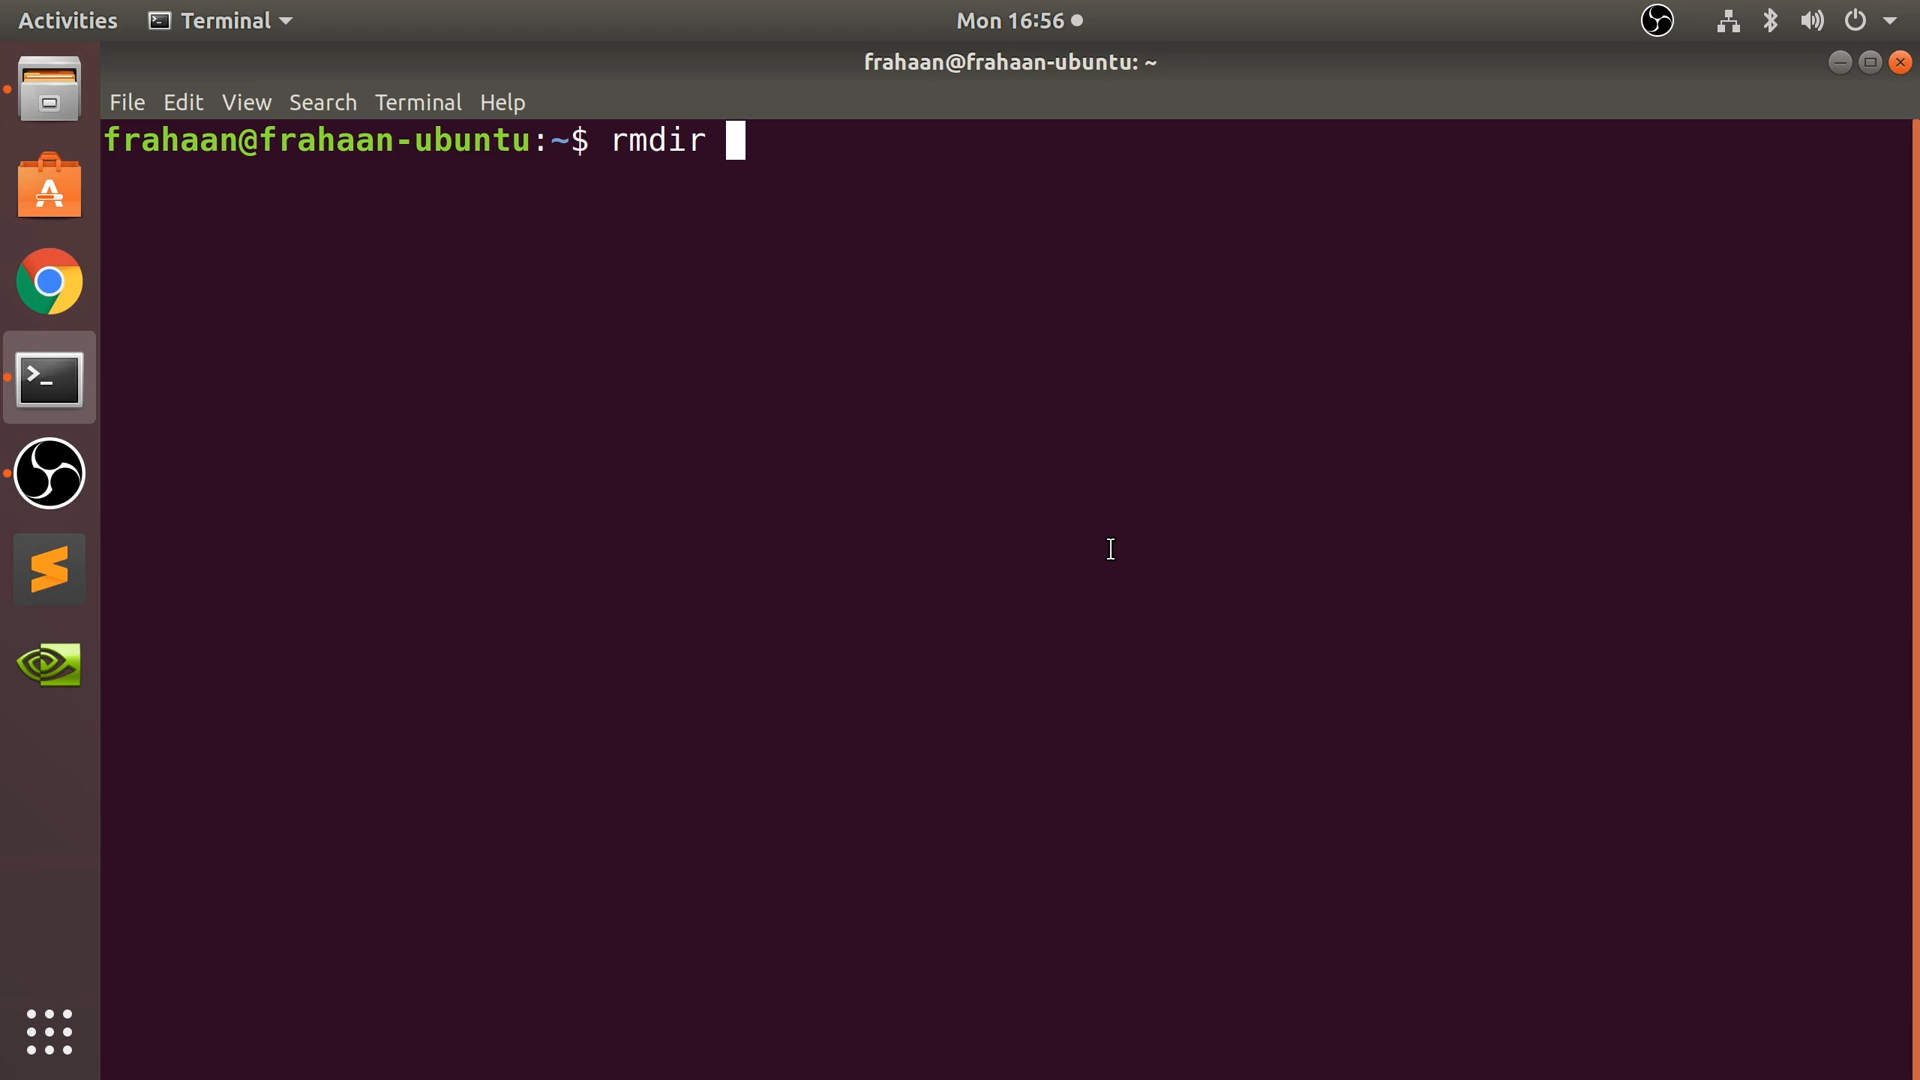 Activities Terminal Mon 16:56
frahaan@frahaan-ubuntu: ~
File Edit View Search Terminal Help
frahaan@frahaan-ubuntu:~$ rmdir